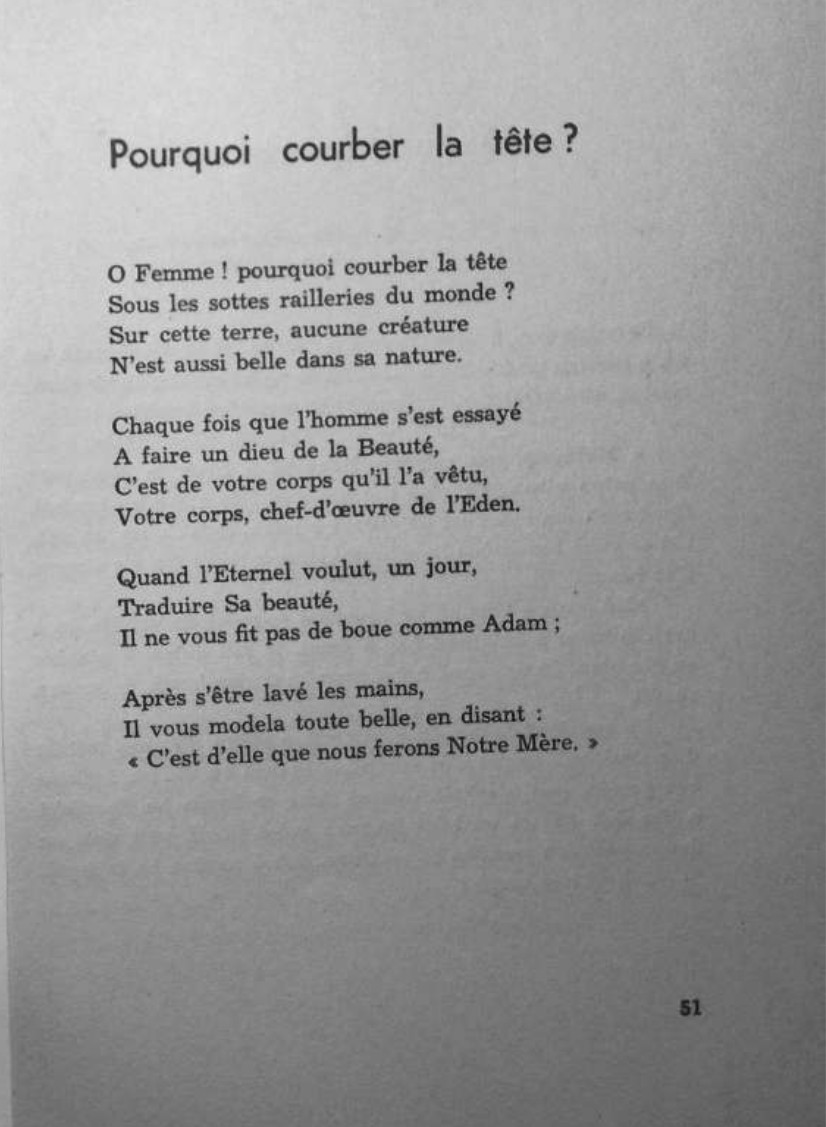 Pourquoi courber la tête ?
O Femme ! pourquoi courber la tête
Sous les sottes railleries du monde ?
Sur cette terre, aucune créature
N'est aussi belle dans sa nature.
Chaque fois que l'homme s'est essayé
A faire un dieu de la Beauté,
C'est de votre corps qu'il l'a vêtu,
Votre corps, chef-d'œuvre de l'Eden.
Quand l'Eternel voulut, un jour,
Traduire Sa beauté,
Il ne vous fit pas de boue comme Adam ;
Après s'être lavé les mains,
Il vous modela toute belle, en disant :
« C'est d'elle que nous ferons Notre Mère. »
51